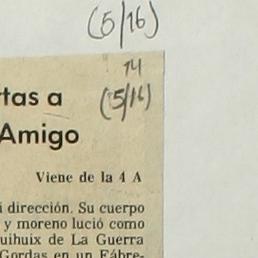 (5/16)
14
rtas a (5/16)
Amigo
Viene de la 4 A
i dirección. Su cuerpo
y moreno lució como
uihuix de La Guerra
Gordas en un Fábre-